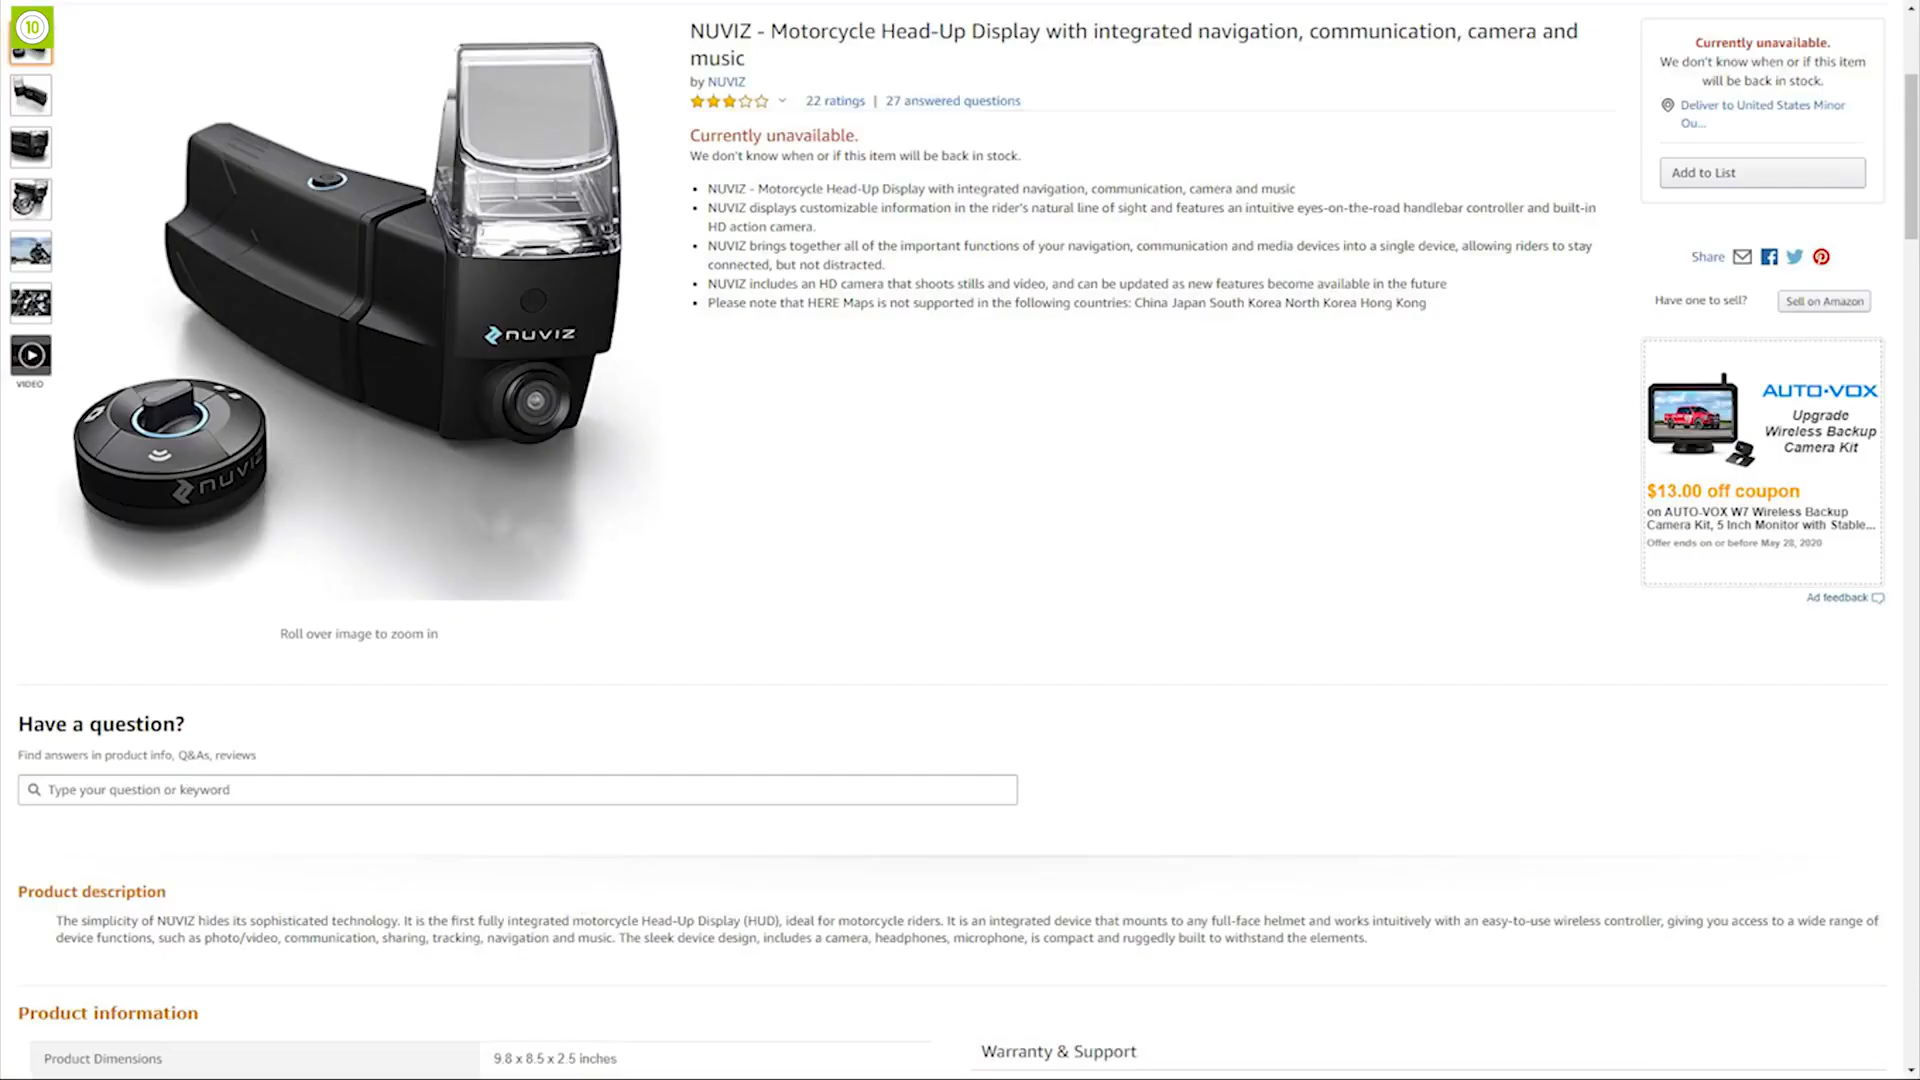 10
NUVIZ - Motorcycle Head-Up Display with integrated navigation, communication, camera and
music
by NUVIZ
22 ratings | 27 answered questions
Currently unavailable.
We don't know when or if this item will be back in stock.
NUVIZ - Motorcycle Head-Up Display with integrated navigation, communication, camera and music
NUVIZ displays customizable information in the rider's natural line of sight and features an intuitive eyes-on-the-road handlebar controller and built-in
HD action camera.
NUVIZ brings together all of the important functions of your navigation, communication and media devices into a single device, allowing riders to stay
connected, but not distracted.
NUVIZ includes an HD camera that shoots stills and video, and can be updated as new features become available in the future
Please note that HERE Maps is not supported in the following countries: China Japan South Korea North Korea Hong Kong
Currently unavailable.
We don't know when or if this item
will be back in stock.
Deliver to United States Minor
Ou...
Add to List
Share
Have one to sell?
Sell on Amazon
AUTO-VOX
Upgrade
Wireless Backup
Camera Kit
$13.00 off coupon
on AUTO-VOX W7 Wireless Backup
Camera Kit, 5 Inch Monitor with Stable...
Offer ends on or before May 28, 2020
Ad feedback
nuviz
nuviz
VIDEO
Roll over image to zoom in
Have a question?
Find answers in product info, Q&As, reviews
Type your question or keyword
Product description
The simplicity of NUVIZ hides its sophisticated technology. It is the first fully integrated motorcycle Head-Up Display (HUD), ideal for motorcycle riders. It is an integrated device that mounts to any full-face helmet and works intuitively with an easy-to-use wireless controller, giving you access to a wide range of
device functions, such as photo/video, communication, sharing, tracking, navigation and music. The sleek device design, includes a camera, headphones, microphone, is compact and ruggedly built to withstand the elements.
Product information
Product Dimensions
9.8 x 8.5 x 2.5 inches
Warranty & Support